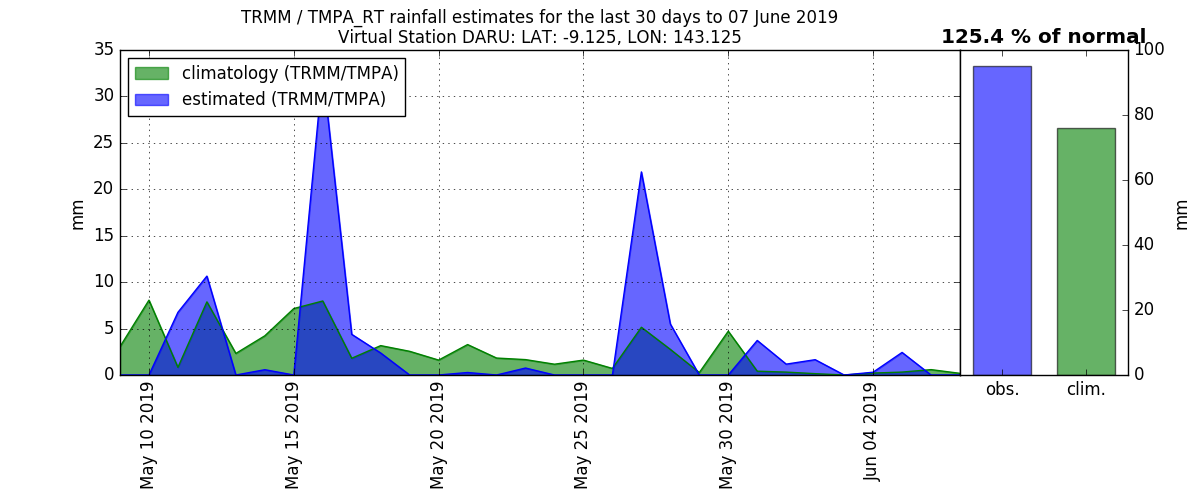 TRMM / TMPA_RT rainfall estimates for the last 30 days to 07 June 2019
Virtual Station DARU: LAT: -9.125, LON: 143.125
125.4 % of normal
climatology (TRMM/TMPA)
estimated (TRMM/TMPA)
mm
35
30
25
20
15
10
5
0
May 10 2019
May 15 2019
May 20 2019
May 25 2019
May 30 2019
Jun 04 2019
obs.
clim.
100
80
60
40
20
0
mm